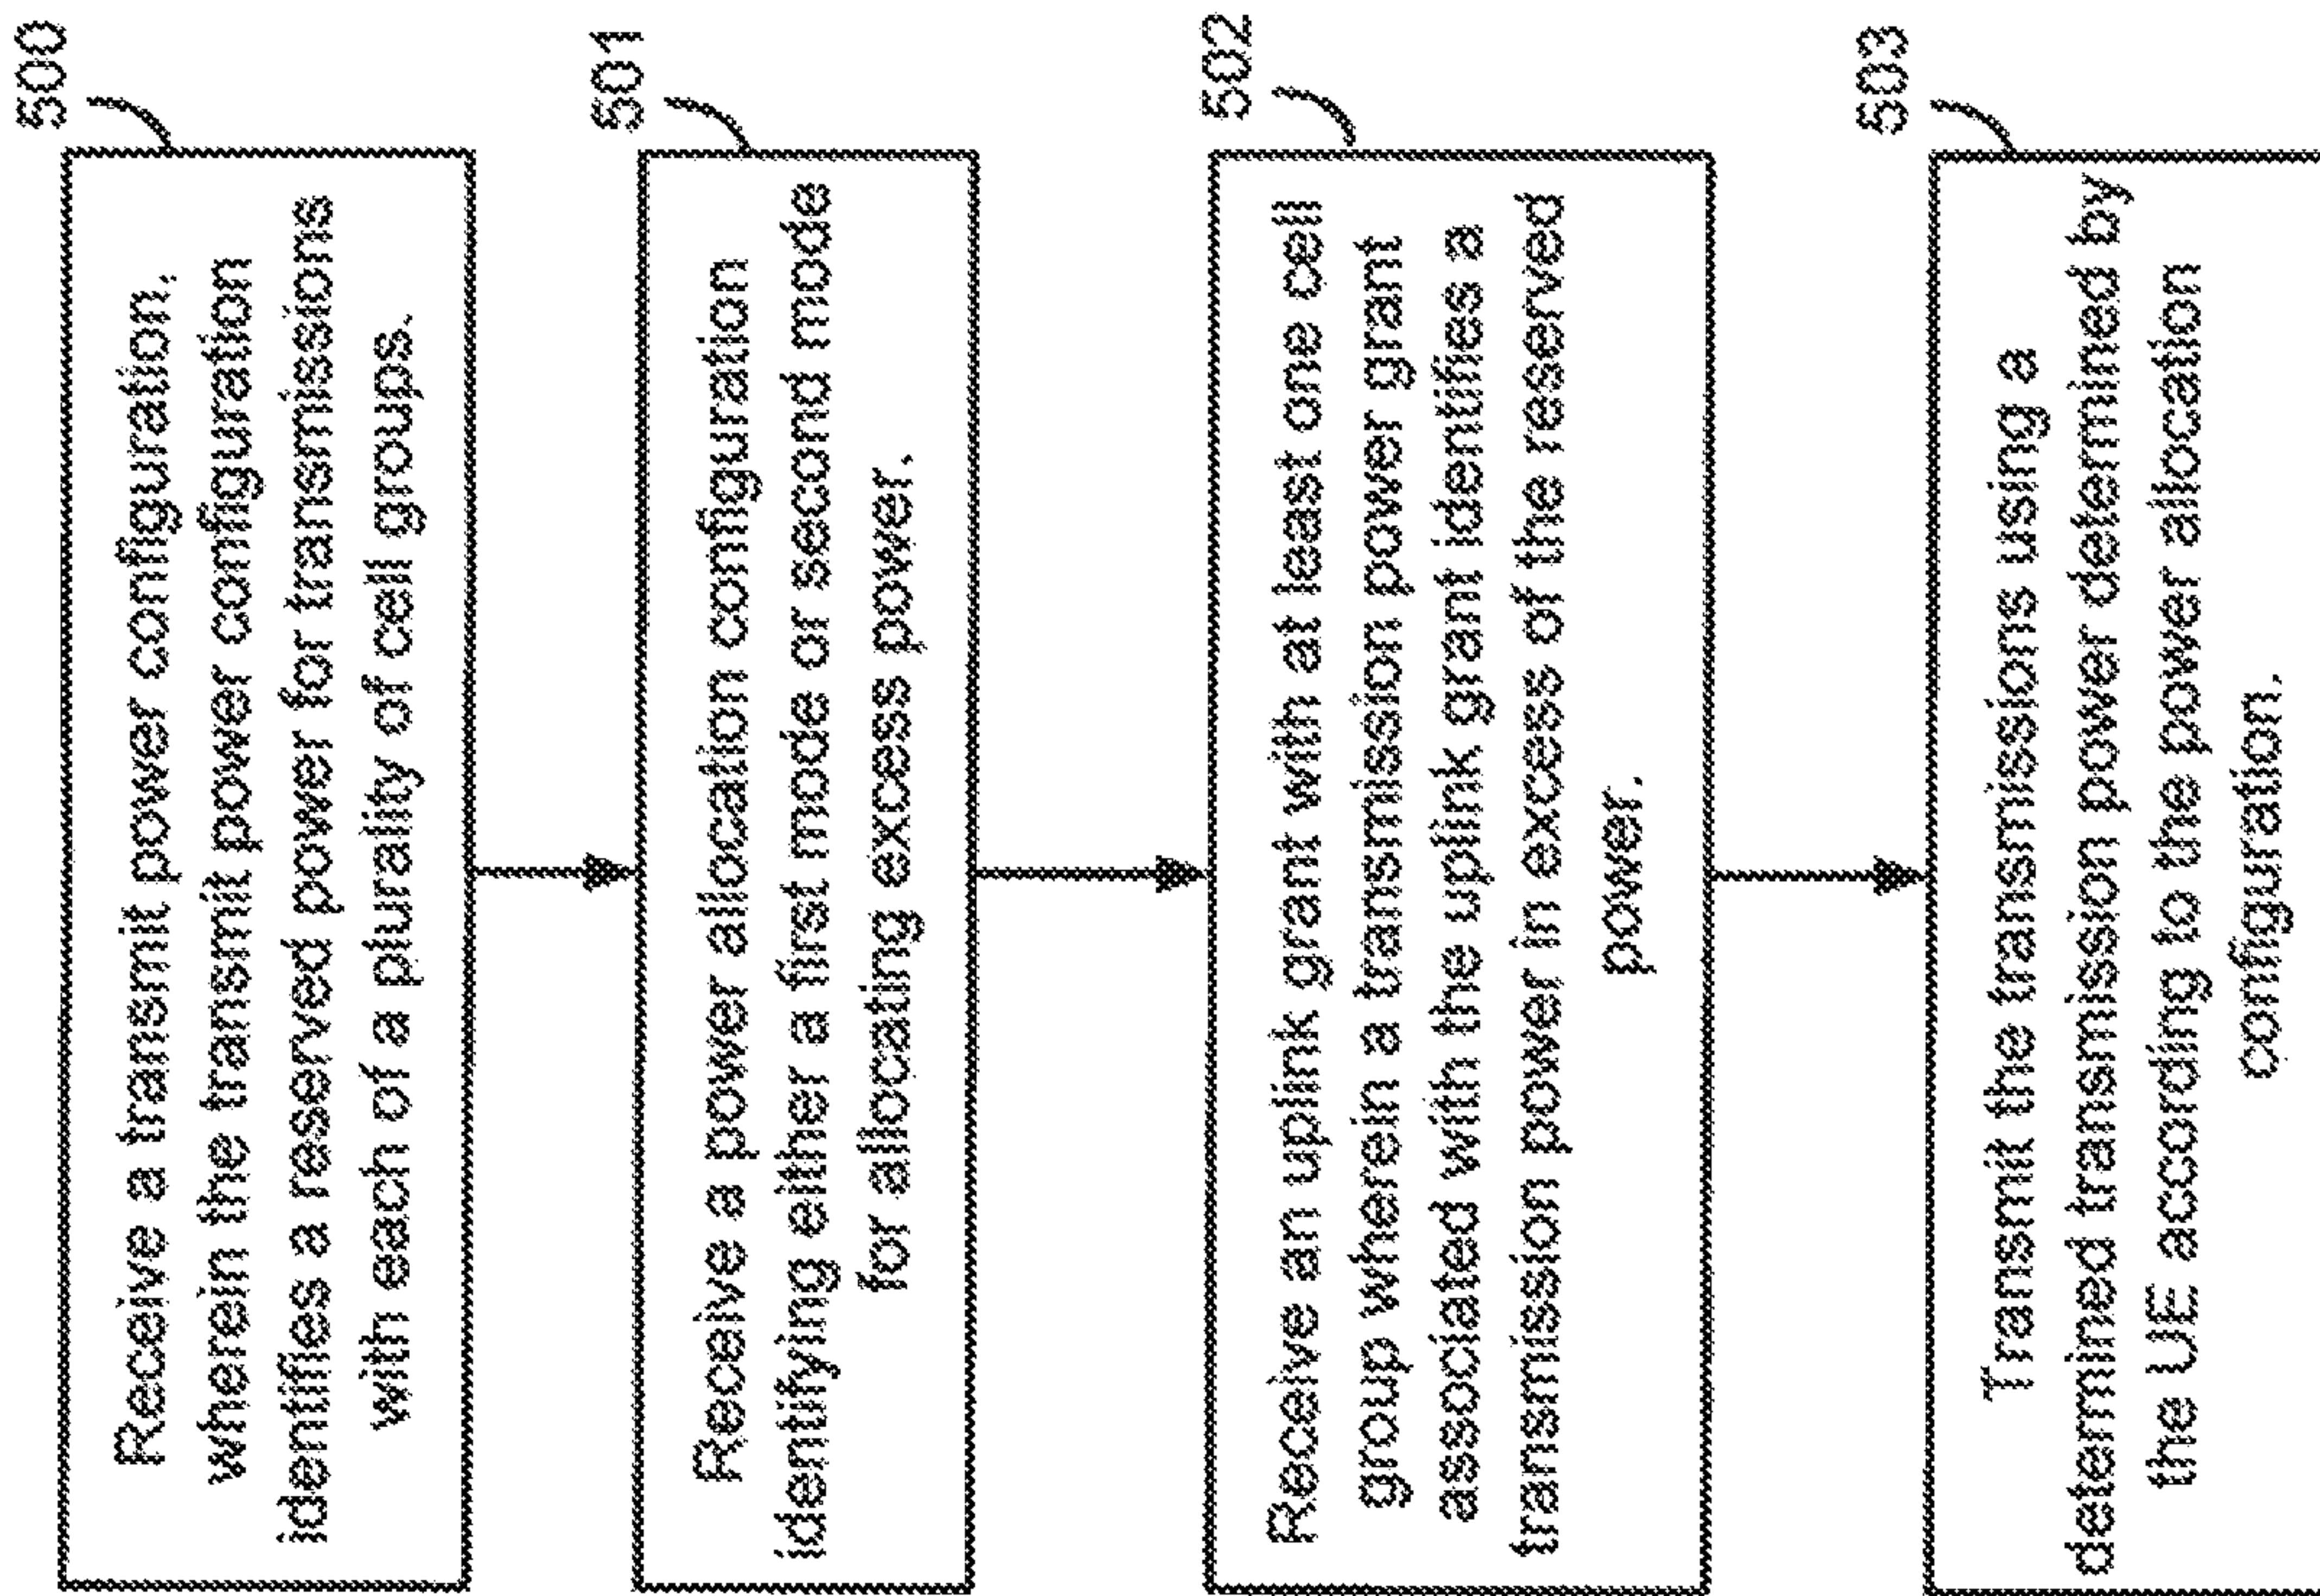 500
Receive a transmit power configuration,
wherein the transmit power configuration
identifies a reserved power for transmissions
with each of a plurality of cell groups.
501
Receive a power allocation configuration
identifying either a first mode or second mode
for allocating excess power.
502
Receive an uplink grant with at least one cell
group wherein a transmission power grant
associated with the uplink grant identifies a
transmission power in excess of the reserved
power.
503
Transmit the transmissions using a
determined transmission power determined by
the UE according to the power allocation
configuration.